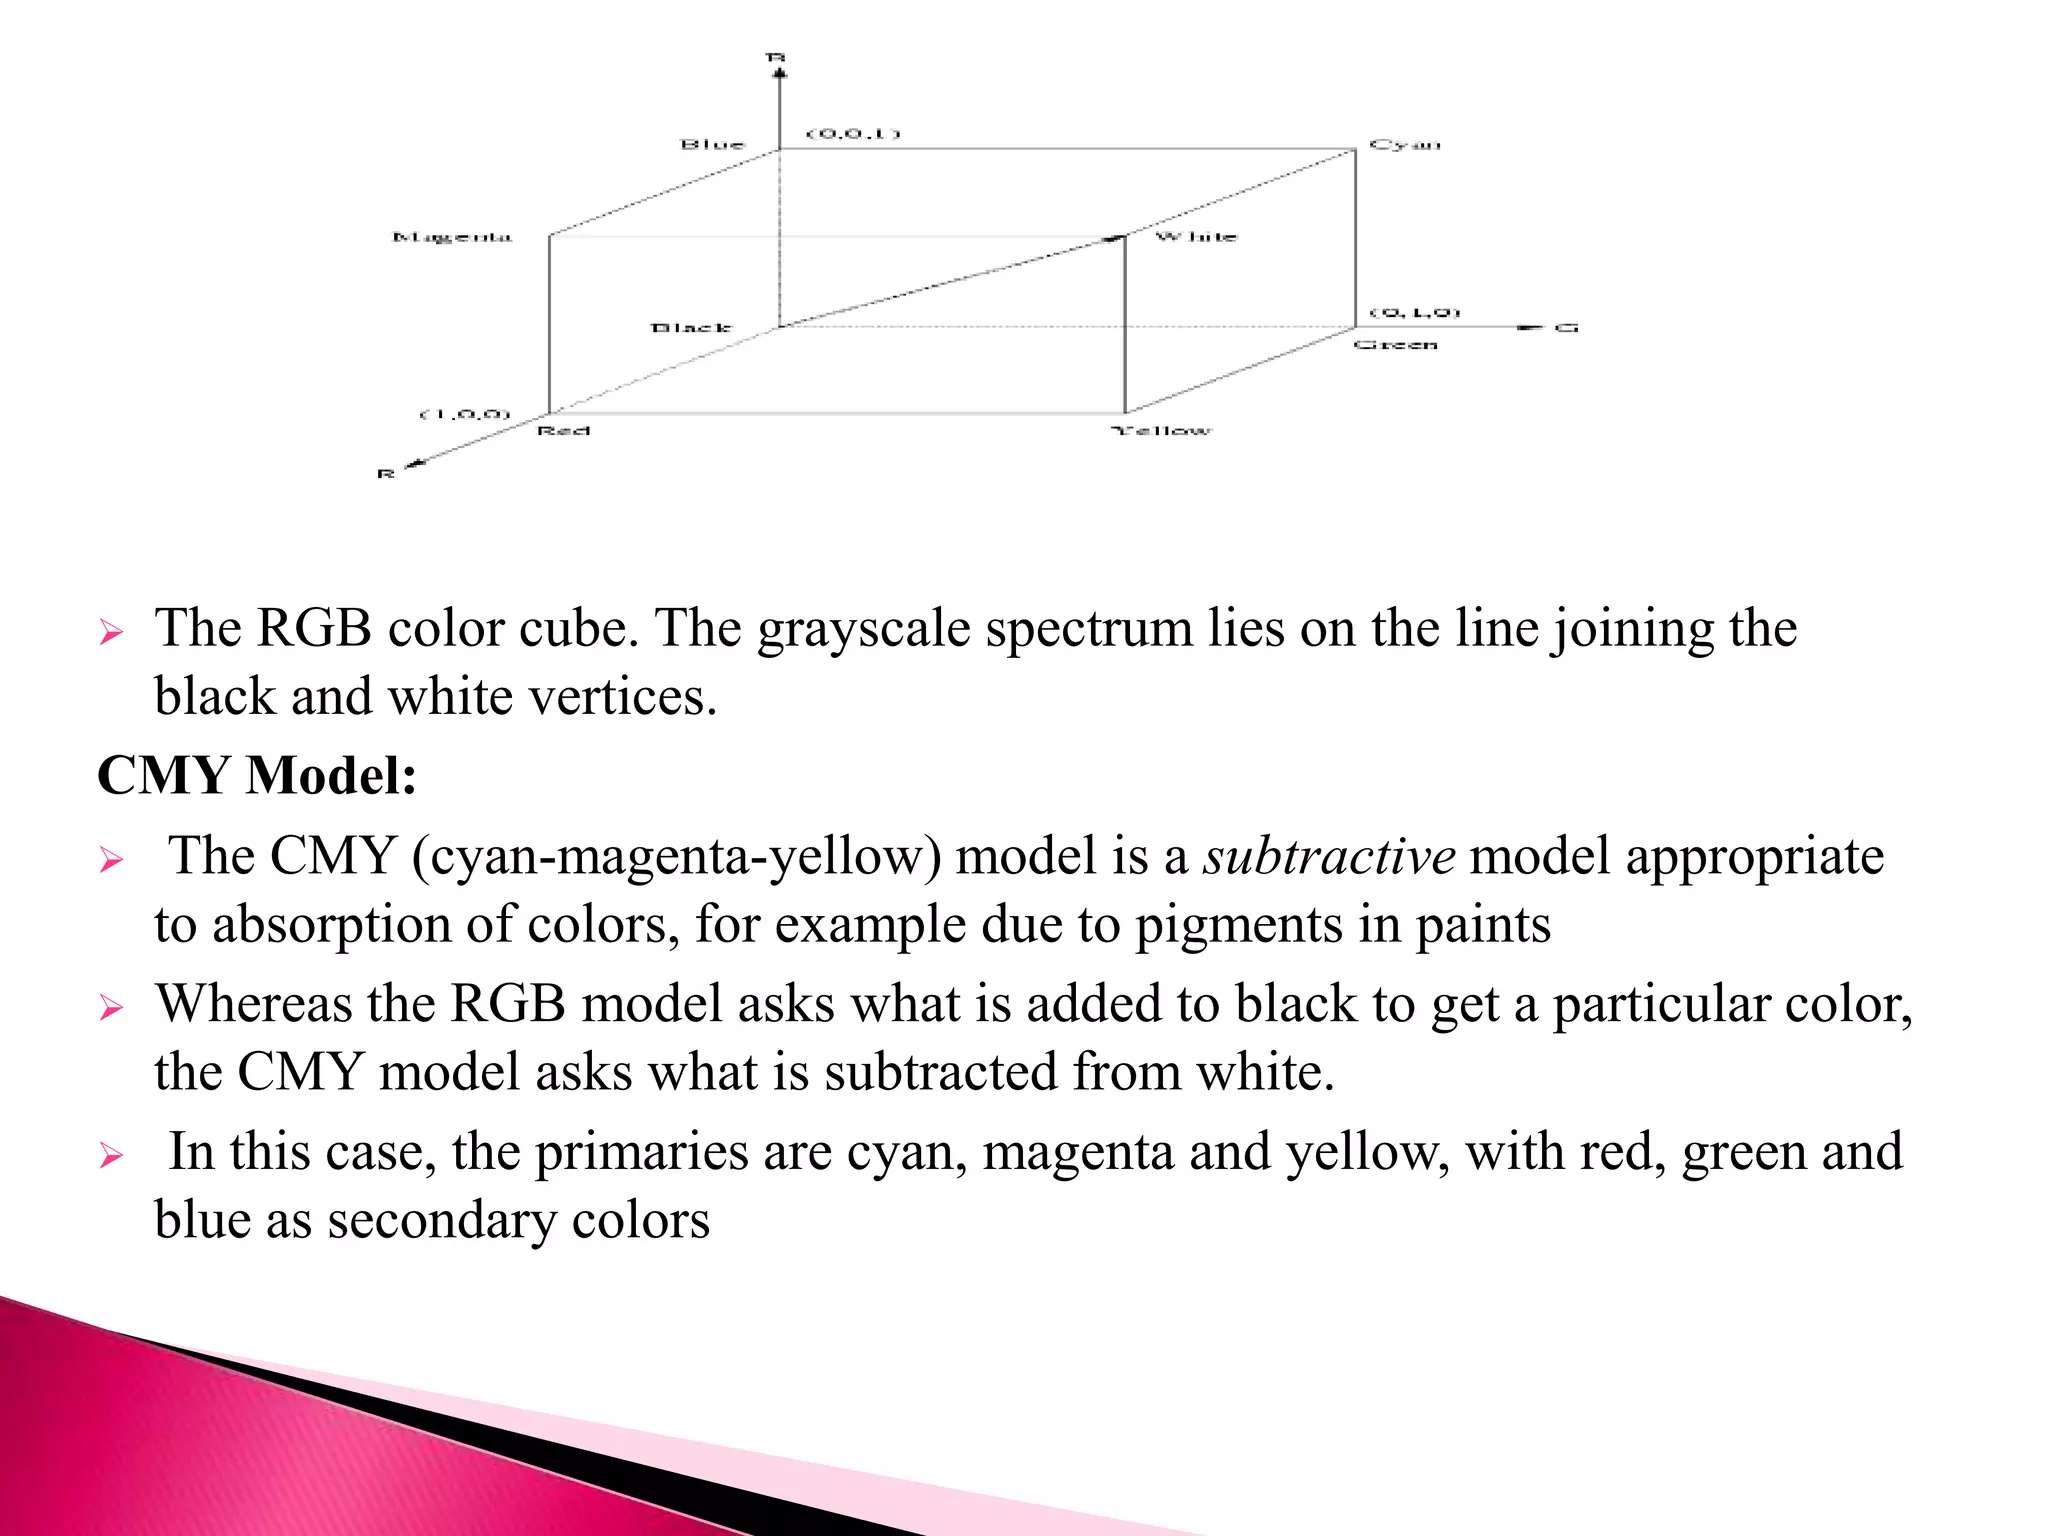 B
Blue (0,0,1) Cyan
Magenta White
Black (0,1,0) G
Green
(1,0,0)
Red Yellow
R
➢ The RGB color cube. The grayscale spectrum lies on the line joining the
black and white vertices.
CMY Model:
➢ The CMY (cyan-magenta-yellow) model is a subtractive model appropriate
to absorption of colors, for example due to pigments in paints
➢ Whereas the RGB model asks what is added to black to get a particular color,
the CMY model asks what is subtracted from white.
➢ In this case, the primaries are cyan, magenta and yellow, with red, green and
blue as secondary colors